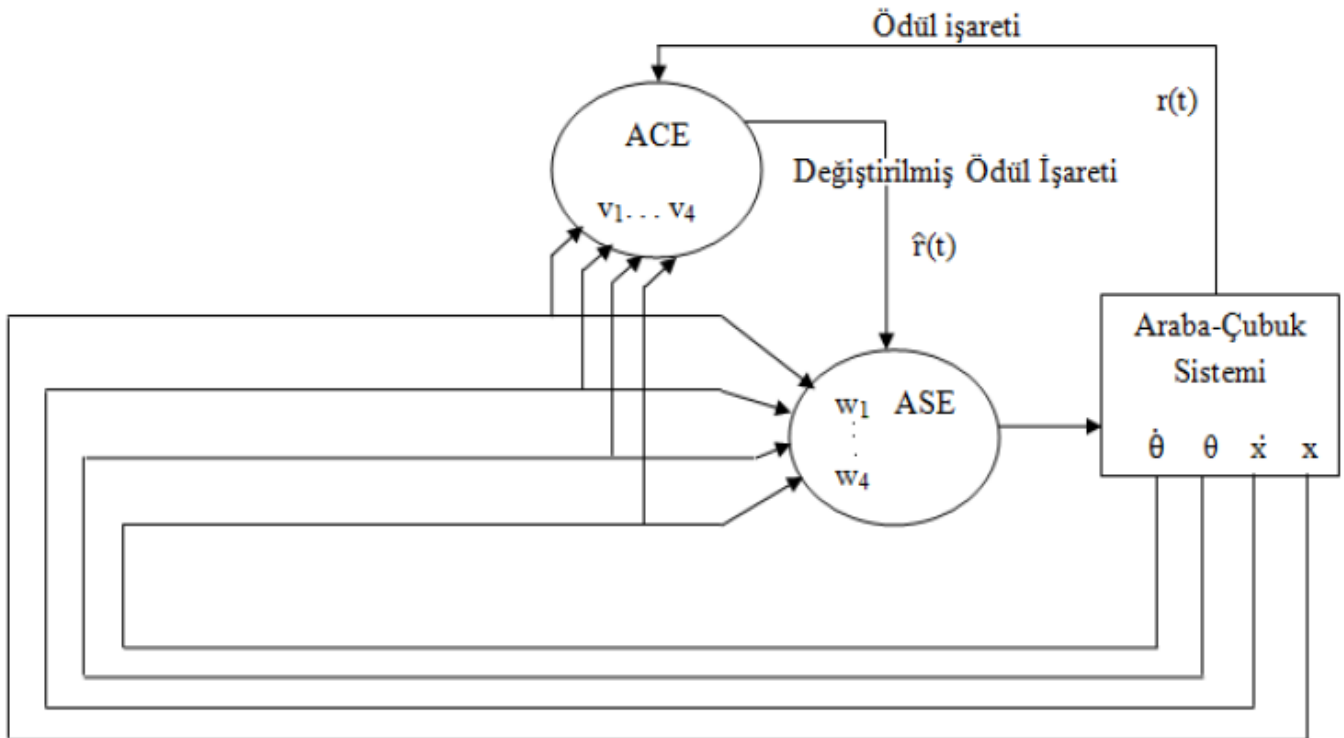 Ödül işareti
r(t)
ACE
v₁. . . v₄
Değiştirilmiş Ödül İşareti
r̂(t)
Araba-Çubuk
Sistemi
θ̇ θ ẋ x
w₁ ASE
⋮
w₄